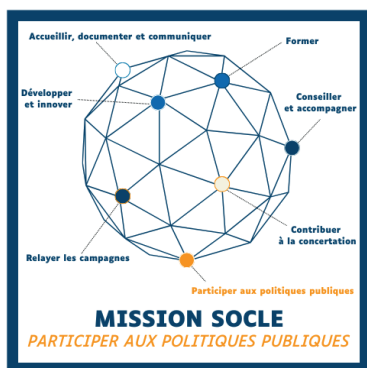 Accueillir, documenter et communiquer
Former
Développer
et innover
Conseiller
et accompagner
Contribuer
à la concertation
Relayer les campagnes
Participer aux politiques publiques
MISSION SOCLE
PARTICIPER AUX POLITIQUES PUBLIQUES